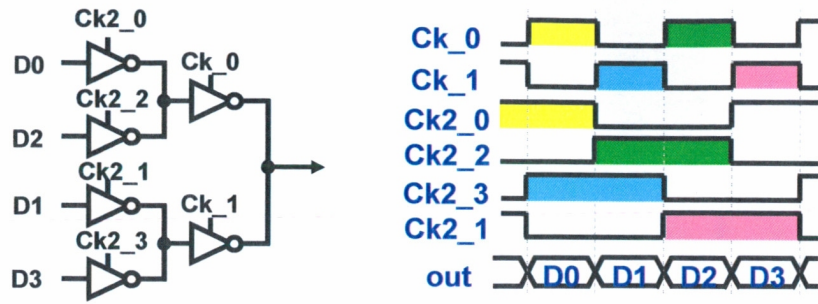 Ck2_0
D0
Ck_0
Ck2_2
D2
Ck2_1
D1
Ck_1
Ck2_3
D3
Ck_0
Ck_1
Ck2_0
Ck2_2
Ck2_3
Ck2_1
out D0 D1 D2 D3